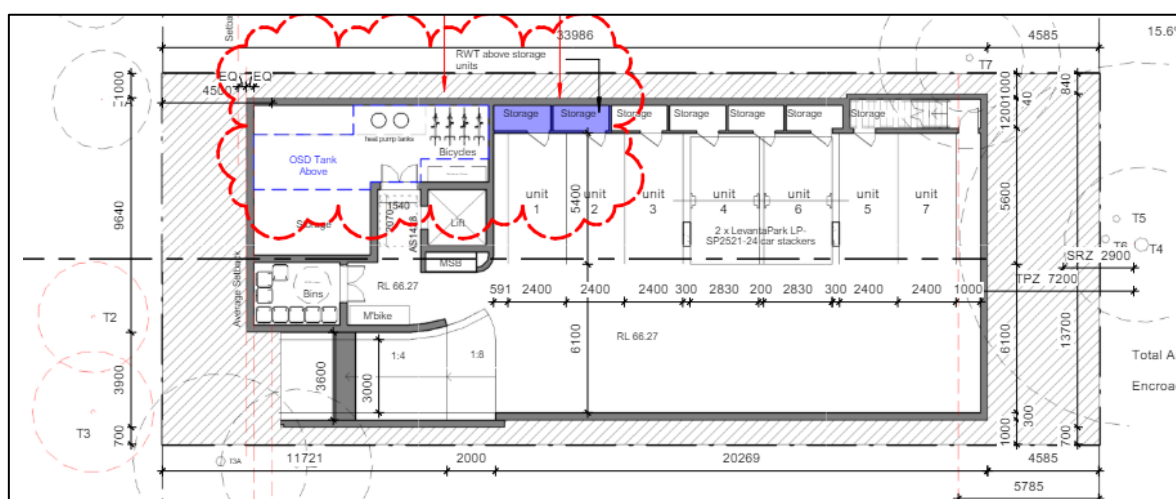 Setba
33986
4585
15.6%
RWT above storage
units
T7
EQ
EQ
4500
1000
1000
840
40
1200
Storage
Storage
Storage
Storage
Storage
Storage
Storage
heat pump tanks
Bicycles
OSD Tank
Above
9640
1540
2070
AS1428
Lift
Storage
unit
1
unit
2
unit
3
unit
4
unit
6
unit
5
unit
7
5400
2 x LevantaPark LP-
SP2521-24 car stackers
5600
T5
T6
T4
SRZ 2900
TPZ 7200
MSB
Average Setback
Bins
RL 66.27
591
2400
2400
2400
300
2830
200
2830
300
2400
2400
1000
M'bike
T2
1:4
1:8
6100
RL 66.27
6100
13700
Total A
Encroac
3900
3600
3000
T3
700
300
1000
700
T3A
11721
2000
20269
4585
5785